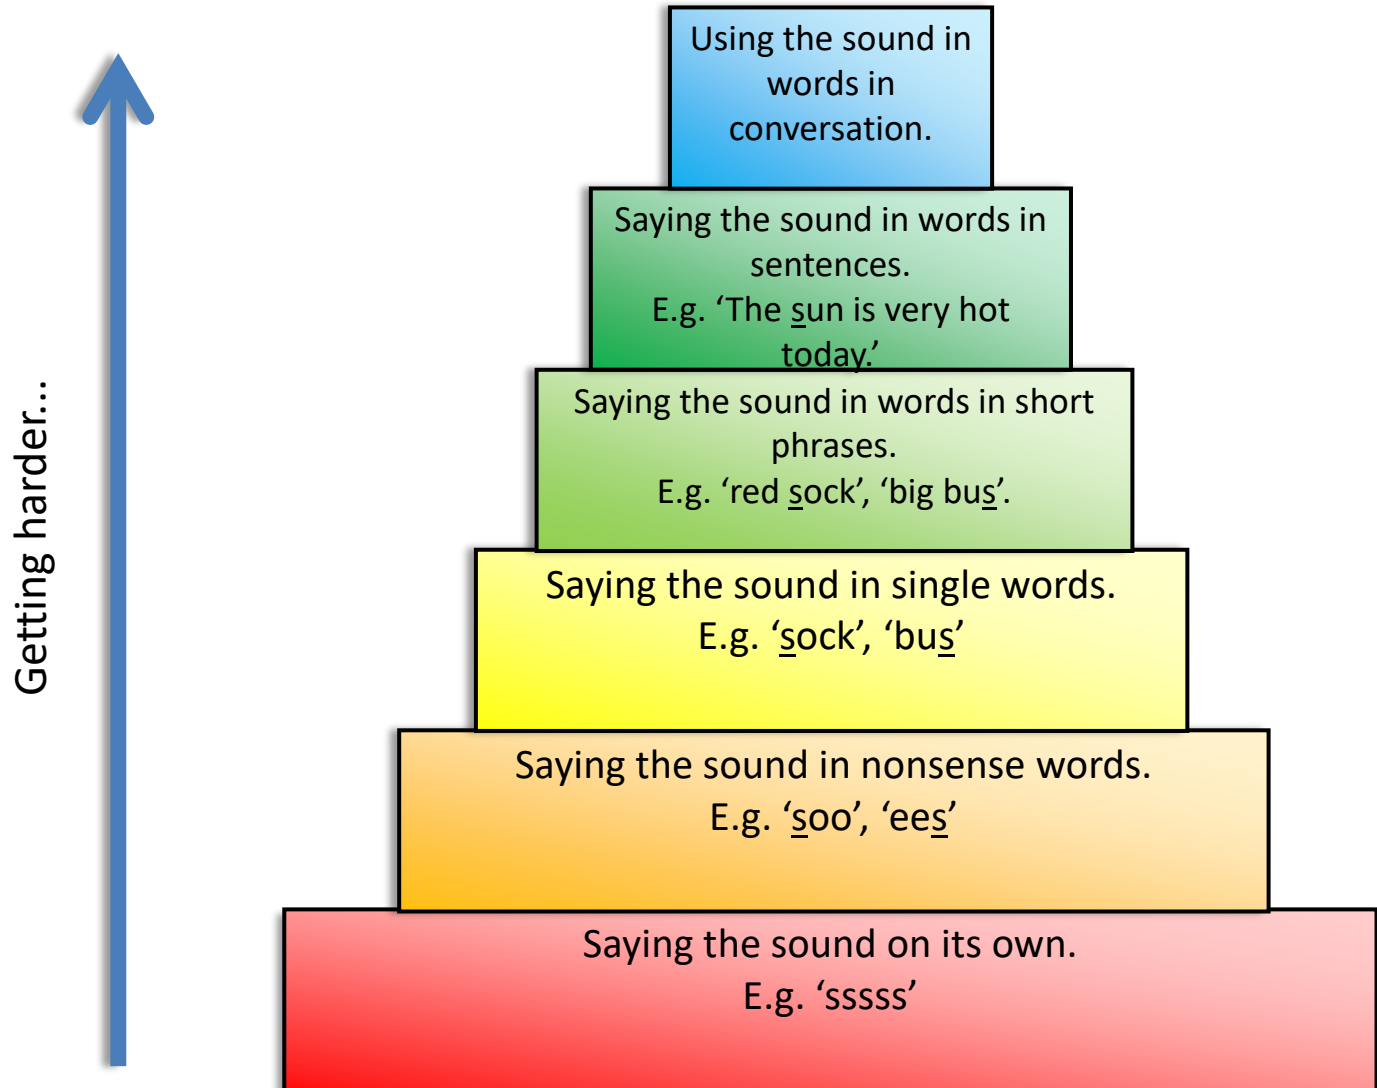 Using the sound in
words in
conversation.
Saying the sound in words in
sentences.
E.g. ‘The sun is very hot
today.’
Saying the sound in words in short
phrases.
E.g. ‘red sock’, ‘big bus’.
Saying the sound in single words.
E.g. ‘sock’, ‘bus’
Saying the sound in nonsense words.
E.g. ‘soo’, ‘ees’
Saying the sound on its own.
E.g. ‘sssss’
Getting harder…